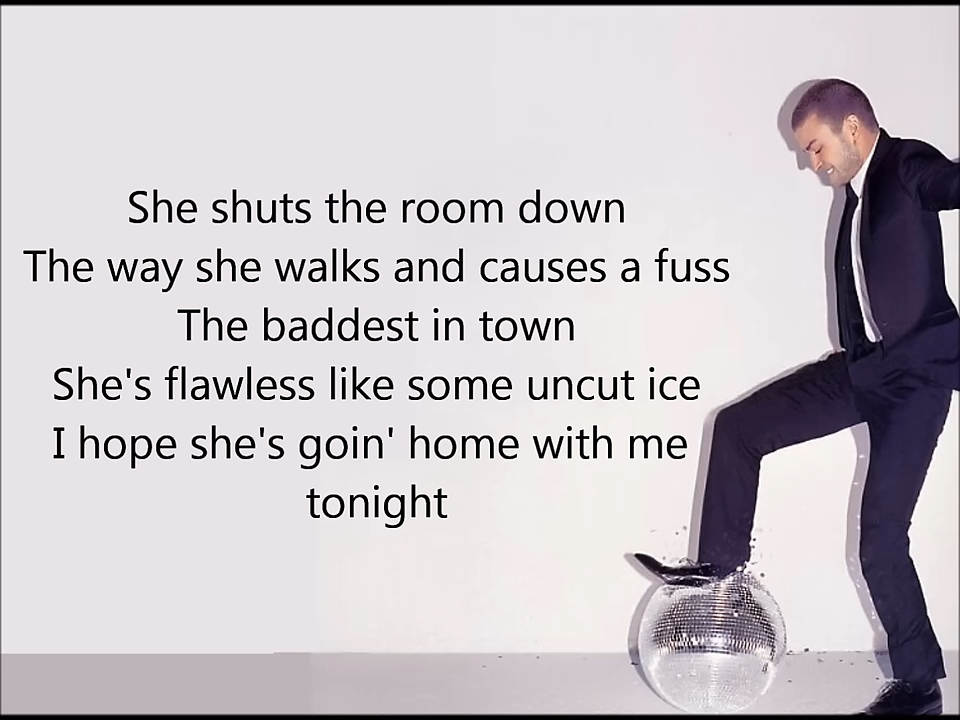 She shuts the room down
The way she walks and causes a fuss
The baddest in town
She's flawless like some uncut ice
I hope she's goin' home with me
tonight